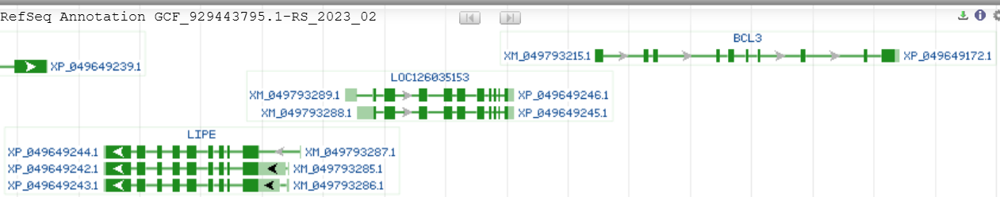 RefSeq Annotation GCF_929443795.1-RS_2023_02
BCL3
XM_049793215.1 XP_049649172.1
XP_049649239.1
LOC126035153
XM_049793289.1 XP_049649246.1
XM_049793288.1 XP_049649245.1
LIPE
XP_049649244.1 XM_049793287.1
XP_049649242.1 XM_049793285.1
XP_049649243.1 XM_049793286.1